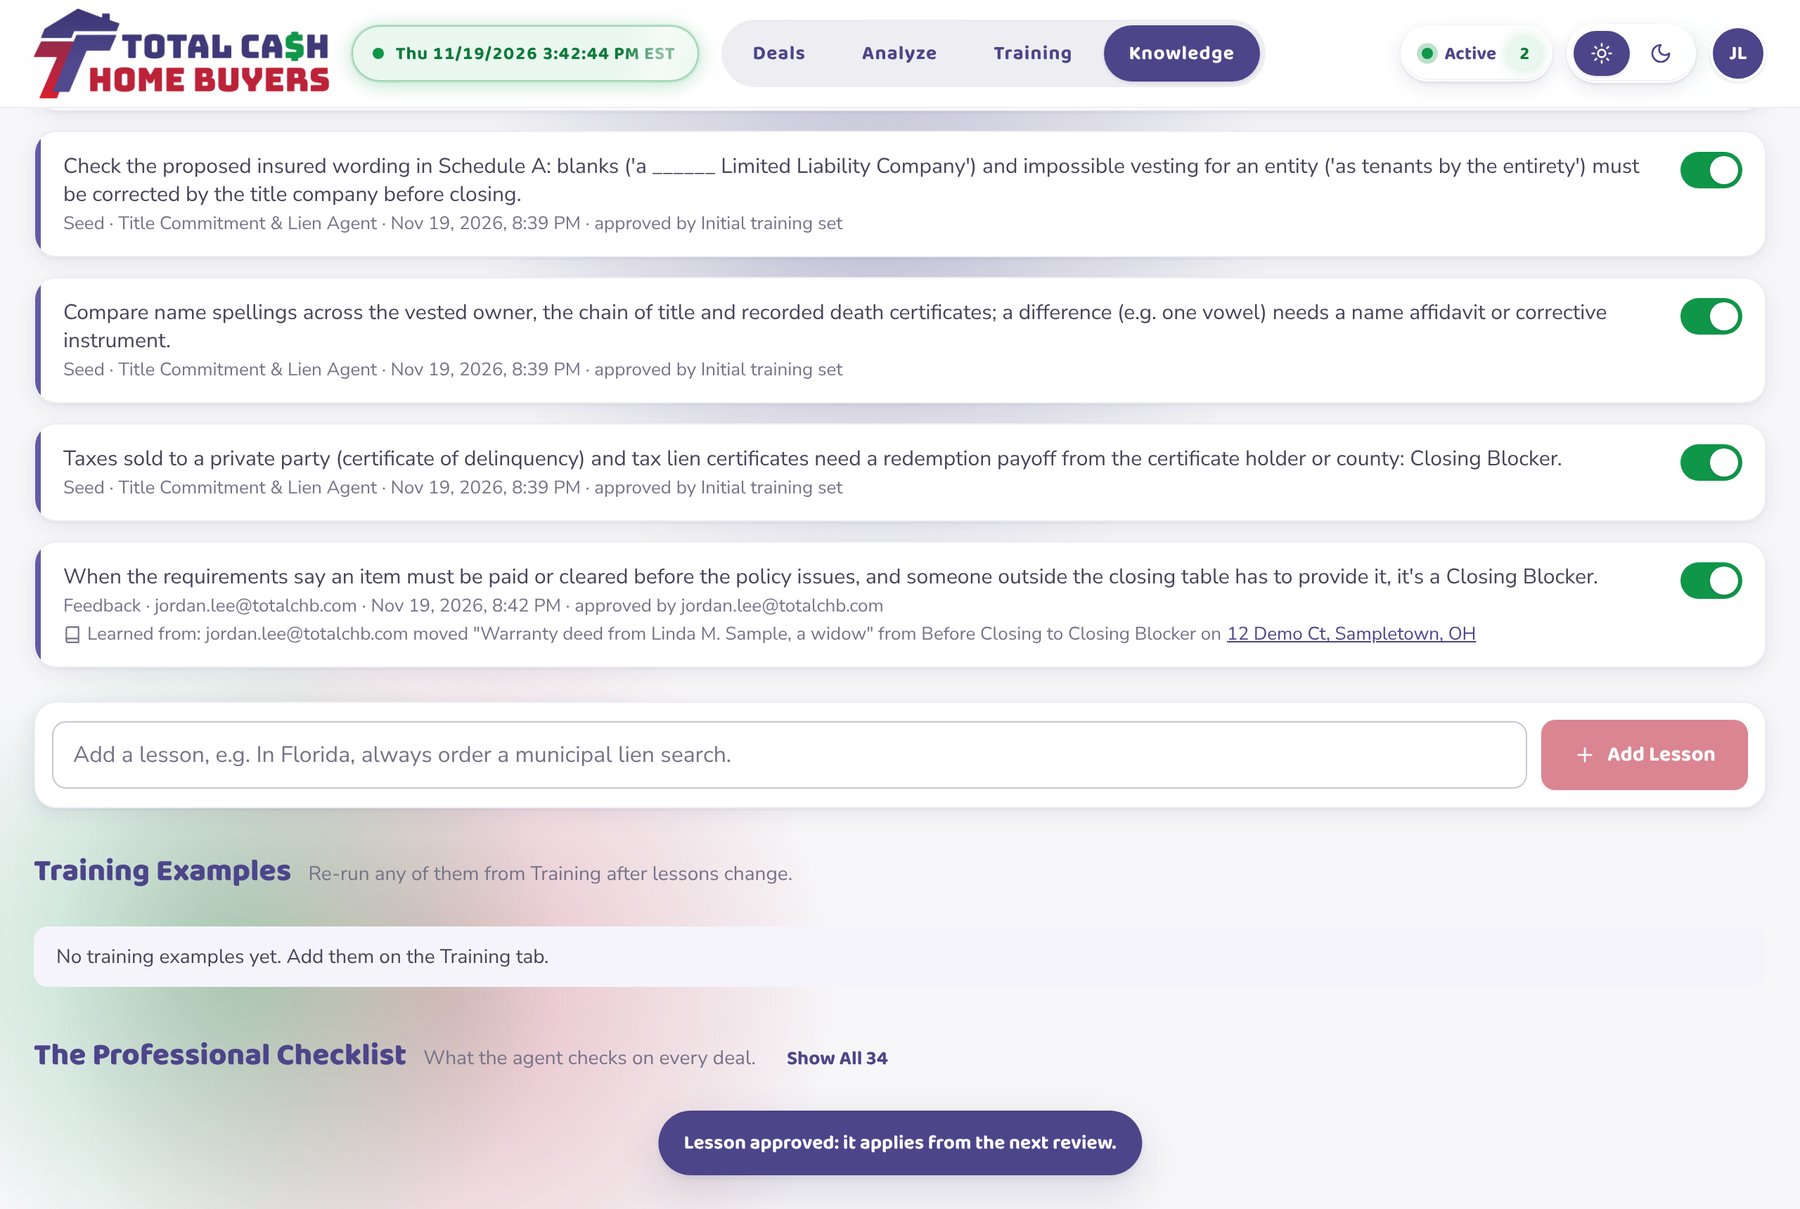 TOTAL CA$H
HOME BUYERS
Thu 11/19/2026 3:42:44 PM EST
Deals
Analyze
Training
Knowledge
Active 2
JL
Check the proposed insured wording in Schedule A: blanks ('a ______ Limited Liability Company') and impossible vesting for an entity ('as tenants by the entirety') must
be corrected by the title company before closing.
Seed · Title Commitment & Lien Agent · Nov 19, 2026, 8:39 PM · approved by Initial training set
Compare name spellings across the vested owner, the chain of title and recorded death certificates; a difference (e.g. one vowel) needs a name affidavit or corrective
instrument.
Seed · Title Commitment & Lien Agent · Nov 19, 2026, 8:39 PM · approved by Initial training set
Taxes sold to a private party (certificate of delinquency) and tax lien certificates need a redemption payoff from the certificate holder or county: Closing Blocker.
Seed · Title Commitment & Lien Agent · Nov 19, 2026, 8:39 PM · approved by Initial training set
When the requirements say an item must be paid or cleared before the policy issues, and someone outside the closing table has to provide it, it's a Closing Blocker.
Feedback · jordan.lee@totalchb.com · Nov 19, 2026, 8:42 PM · approved by jordan.lee@totalchb.com
Learned from: jordan.lee@totalchb.com moved "Warranty deed from Linda M. Sample, a widow" from Before Closing to Closing Blocker on 12 Demo Ct, Sampletown, OH
Add a lesson, e.g. In Florida, always order a municipal lien search.
+ Add Lesson
Training Examples Re-run any of them from Training after lessons change.
No training examples yet. Add them on the Training tab.
The Professional Checklist What the agent checks on every deal. Show All 34
Lesson approved: it applies from the next review.